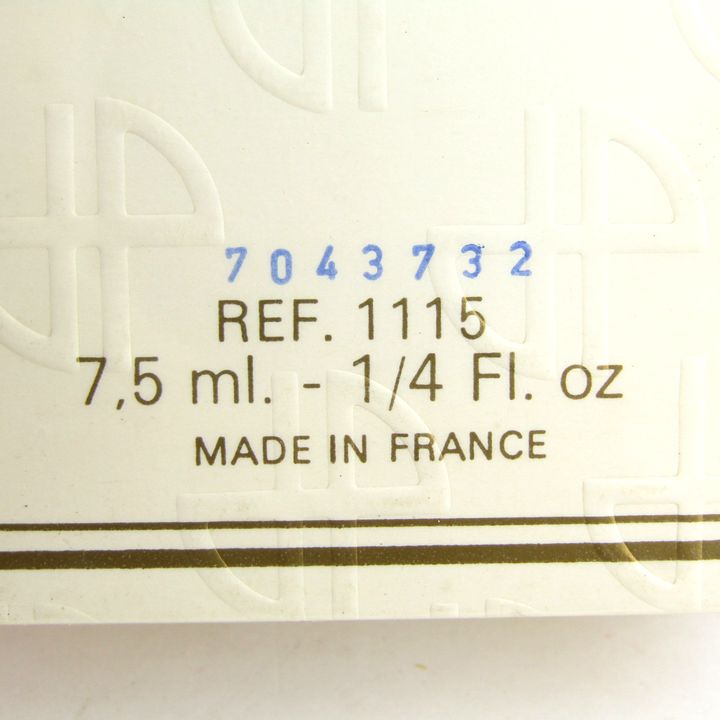 7043732
REF. 1115
7,5 ml. - 1/4 Fl. oz
MADE IN FRANCE